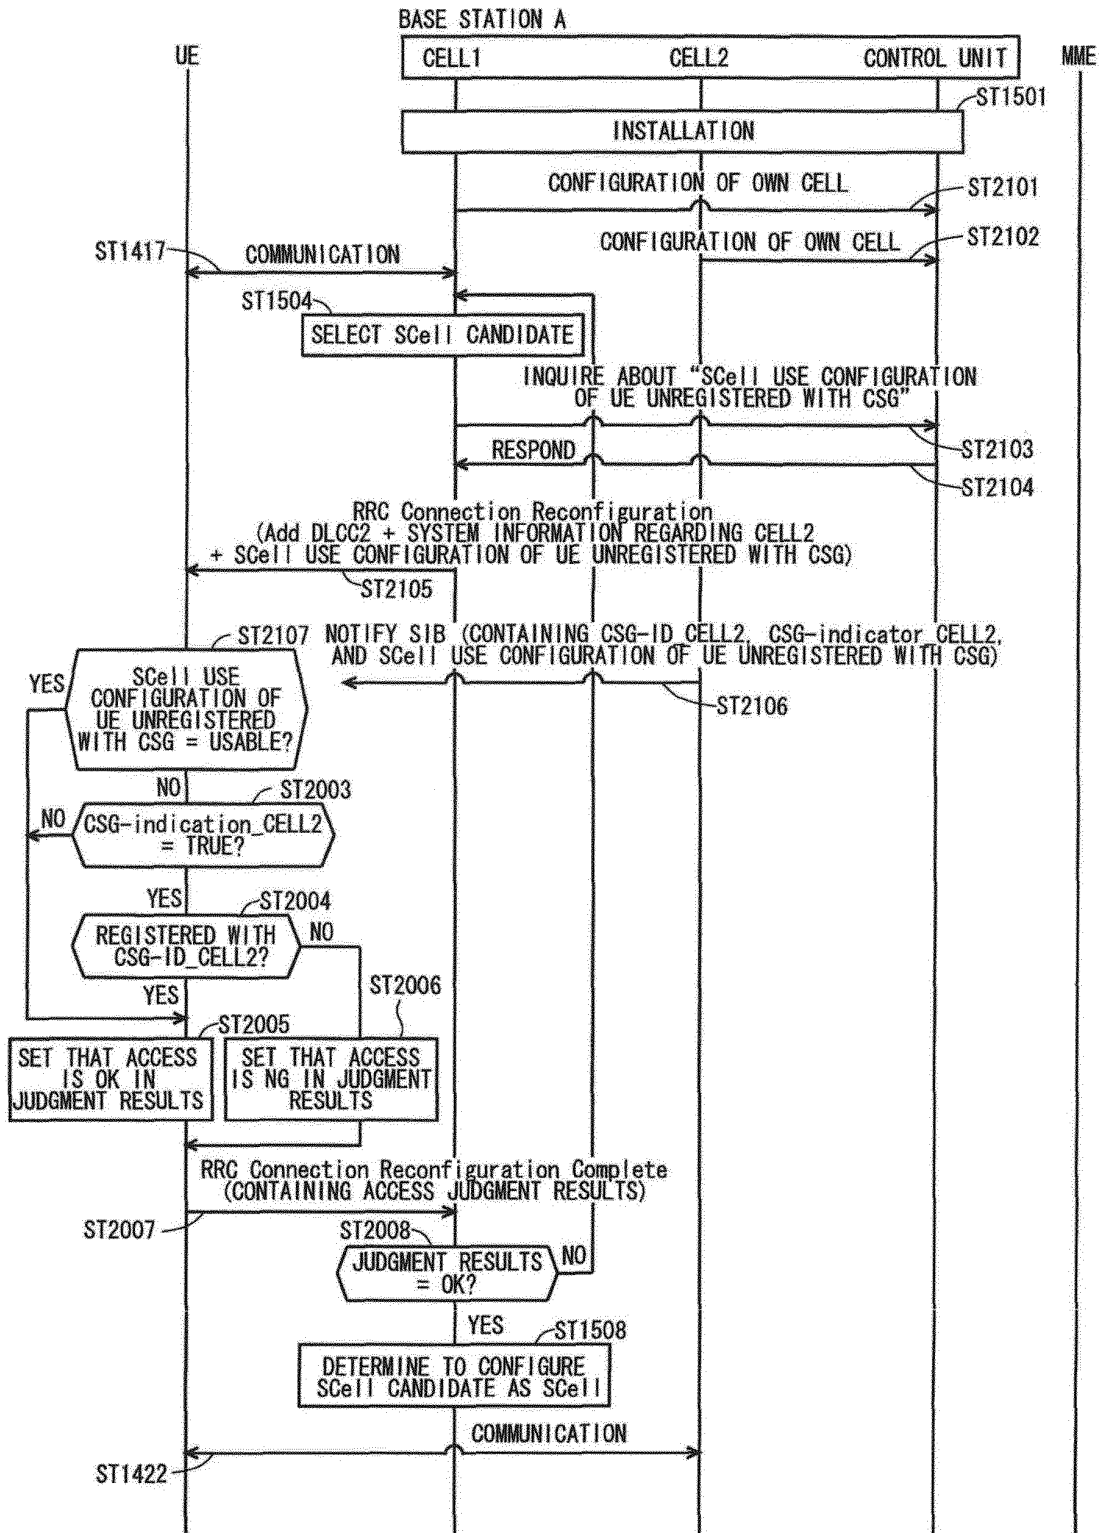 BASE STATION A
UE
CELL1
CELL2
CONTROL UNIT
MME
ST1501
INSTALLATION
CONFIGURATION OF OWN CELL
ST2101
CONFIGURATION OF OWN CELL
ST2102
ST1417
COMMUNICATION
ST1504
SELECT SCell CANDIDATE
INQUIRE ABOUT “SCell USE CONFIGURATION
OF UE UNREGISTERED WITH CSG”
ST2103
RESPOND
ST2104
RRC Connection Reconfiguration
(Add DLCC2 + SYSTEM INFORMATION REGARDING CELL2
+ SCell USE CONFIGURATION OF UE UNREGISTERED WITH CSG)
ST2105
ST2107
NOTIFY SIB (CONTAINING CSG-ID_CELL2, CSG-indicator_CELL2,
AND SCell USE CONFIGURATION OF UE UNREGISTERED WITH CSG)
ST2106
YES
SCell USE
CONFIGURATION OF
UE UNREGISTERED
WITH CSG = USABLE?
NO
ST2003
NO
CSG-indication_CELL2
= TRUE?
YES
ST2004
REGISTERED WITH
CSG-ID_CELL2?
NO
YES
ST2006
ST2005
SET THAT ACCESS
IS OK IN
JUDGMENT RESULTS
SET THAT ACCESS
IS NG IN JUDGMENT
RESULTS
RRC Connection Reconfiguration Complete
(CONTAINING ACCESS JUDGMENT RESULTS)
ST2007
ST2008
JUDGMENT RESULTS
= OK?
NO
YES
ST1508
DETERMINE TO CONFIGURE
SCell CANDIDATE AS SCell
COMMUNICATION
ST1422